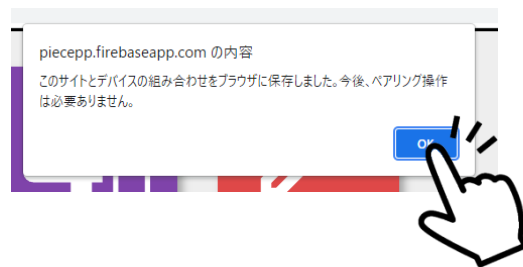 piecepp.firebaseapp.com の内容
このサイトとデバイスの組み合わせをブラウザに保存しました。今後、ペアリング操作
は必要ありません。
OK